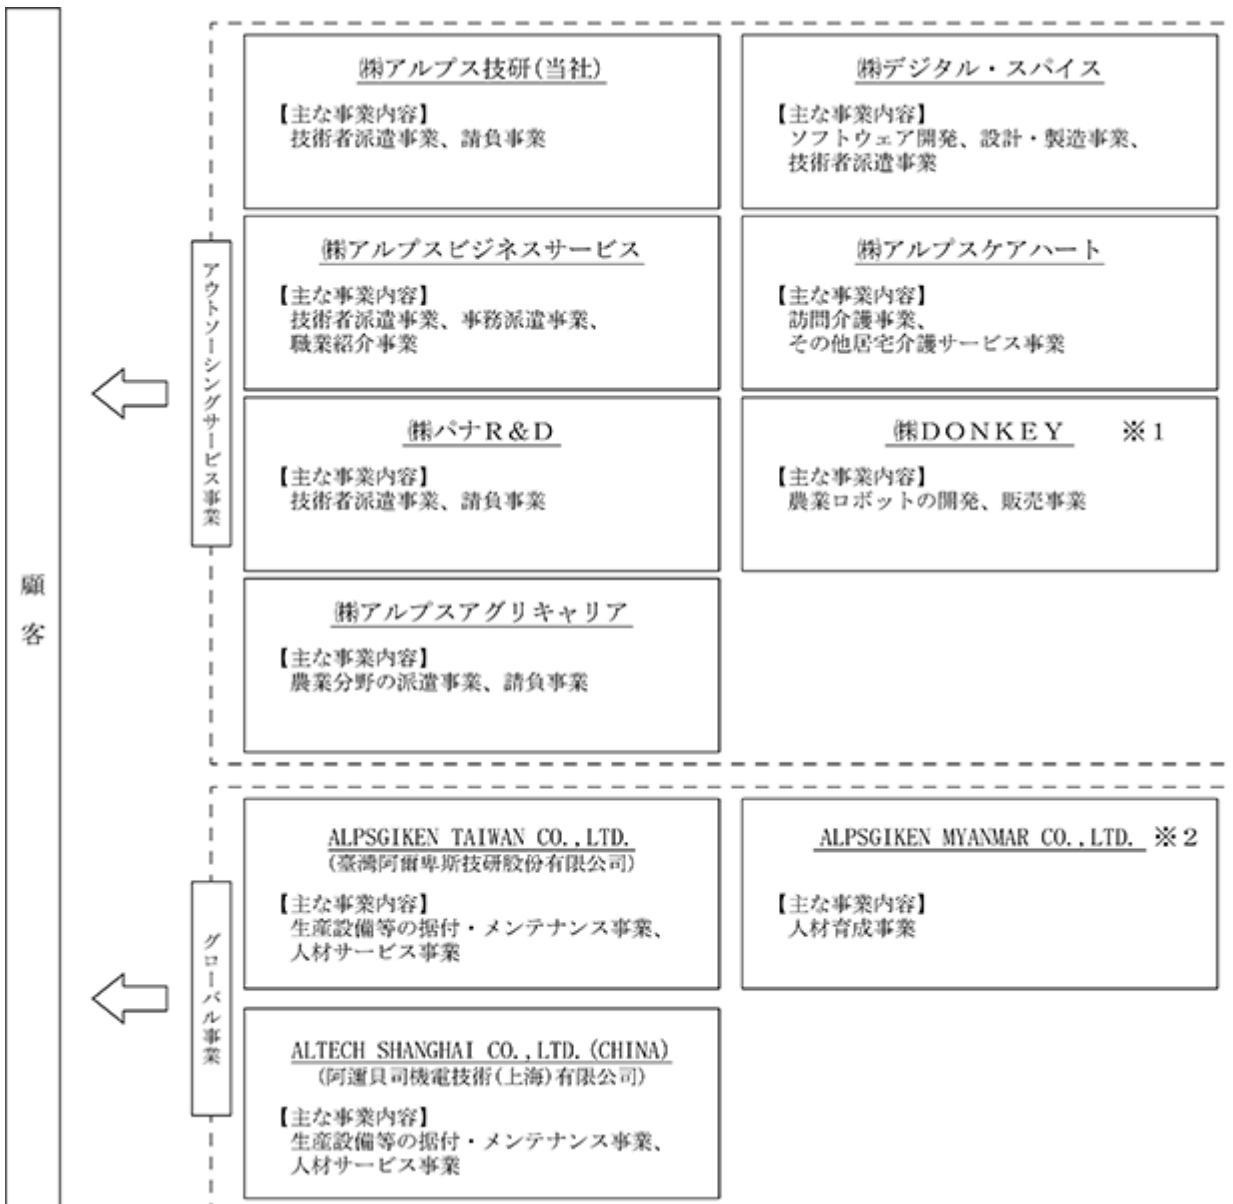 顧客
アウトソーシングサービス事業
㈱アルプス技研(当社)
【主な事業内容】
技術者派遣事業、請負事業
㈱デジタル・スパイス
【主な事業内容】
ソフトウェア開発、設計・製造事業、
技術者派遣事業
㈱アルプスビジネスサービス
【主な事業内容】
技術者派遣事業、事務派遣事業、
職業紹介事業
㈱アルプスケアハート
【主な事業内容】
訪問介護事業、
その他居宅介護サービス事業
㈱パナR&D
【主な事業内容】
技術者派遣事業、請負事業
㈱DONKEY ※1
【主な事業内容】
農業ロボットの開発、販売事業
㈱アルプスアグリキャリア
【主な事業内容】
農業分野の派遣事業、請負事業
グローバル事業
ALPSGIKEN TAIWAN CO.,LTD.
(臺灣阿爾卑斯技研股份有限公司)
【主な事業内容】
生産設備等の据付・メンテナンス事業、
人材サービス事業
ALPSGIKEN MYANMAR CO.,LTD. ※2
【主な事業内容】
人材育成事業
ALTECH SHANGHAI CO.,LTD.(CHINA)
(阿邇貝司機電技術(上海)有限公司)
【主な事業内容】
生産設備等の据付・メンテナンス事業、
人材サービス事業